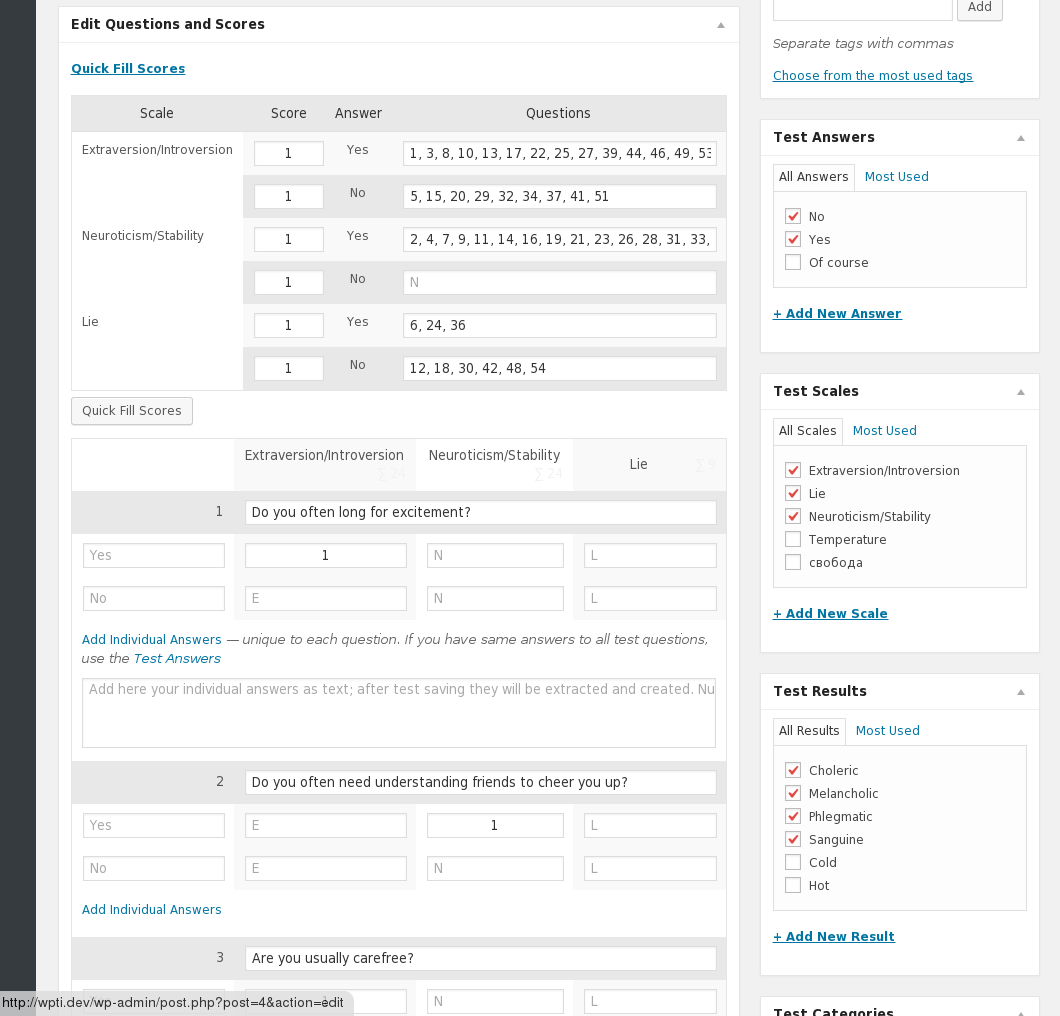 Edit Questions and Scores
Quick Fill Scores
Scale Score Answer Questions
Extraversion/Introversion 1 Yes 1, 3, 8, 10, 13, 17, 22, 25, 27, 39, 44, 46, 49, 53
1 No 5, 15, 20, 29, 32, 34, 37, 41, 51
Neuroticism/Stability 1 Yes 2, 4, 7, 9, 11, 14, 16, 19, 21, 23, 26, 28, 31, 33,
1 No N
Lie 1 Yes 6, 24, 36
1 No 12, 18, 30, 42, 48, 54
Quick Fill Scores
Extraversion/Introversion Neuroticism/Stability Lie
∑ 24 ∑ 24 ∑ 9
1 Do you often long for excitement?
Yes 1 N L
No E N L
Add Individual Answers — unique to each question. If you have same answers to all test questions,
use the Test Answers
Add here your individual answers as text; after test saving they will be extracted and created. Nu
2 Do you often need understanding friends to cheer you up?
Yes E 1 L
No E N L
Add Individual Answers
3 Are you usually carefree?
1 N L
http://wpti.dev/wp-admin/post.php?post=4&action=edit
Add
Separate tags with commas
Choose from the most used tags
Test Answers
All Answers Most Used
No
Yes
Of course
+ Add New Answer
Test Scales
All Scales Most Used
Extraversion/Introversion
Lie
Neuroticism/Stability
Temperature
свобода
+ Add New Scale
Test Results
All Results Most Used
Choleric
Melancholic
Phlegmatic
Sanguine
Cold
Hot
+ Add New Result
Test Categories